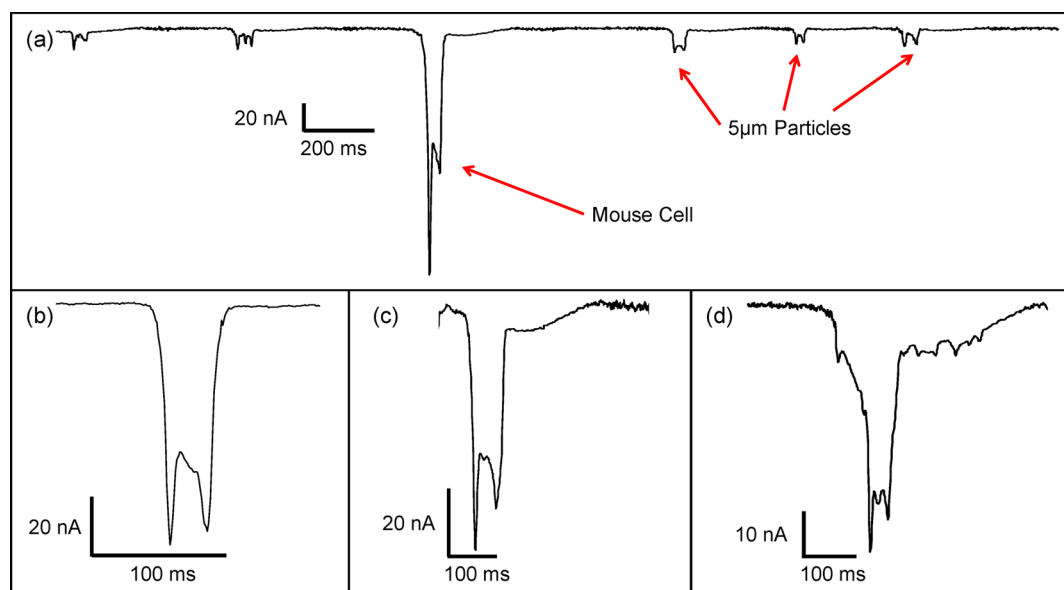 (a)
20 nA
200 ms
5µm Particles
Mouse Cell
(b)
20 nA
100 ms
(c)
20 nA
100 ms
(d)
10 nA
100 ms